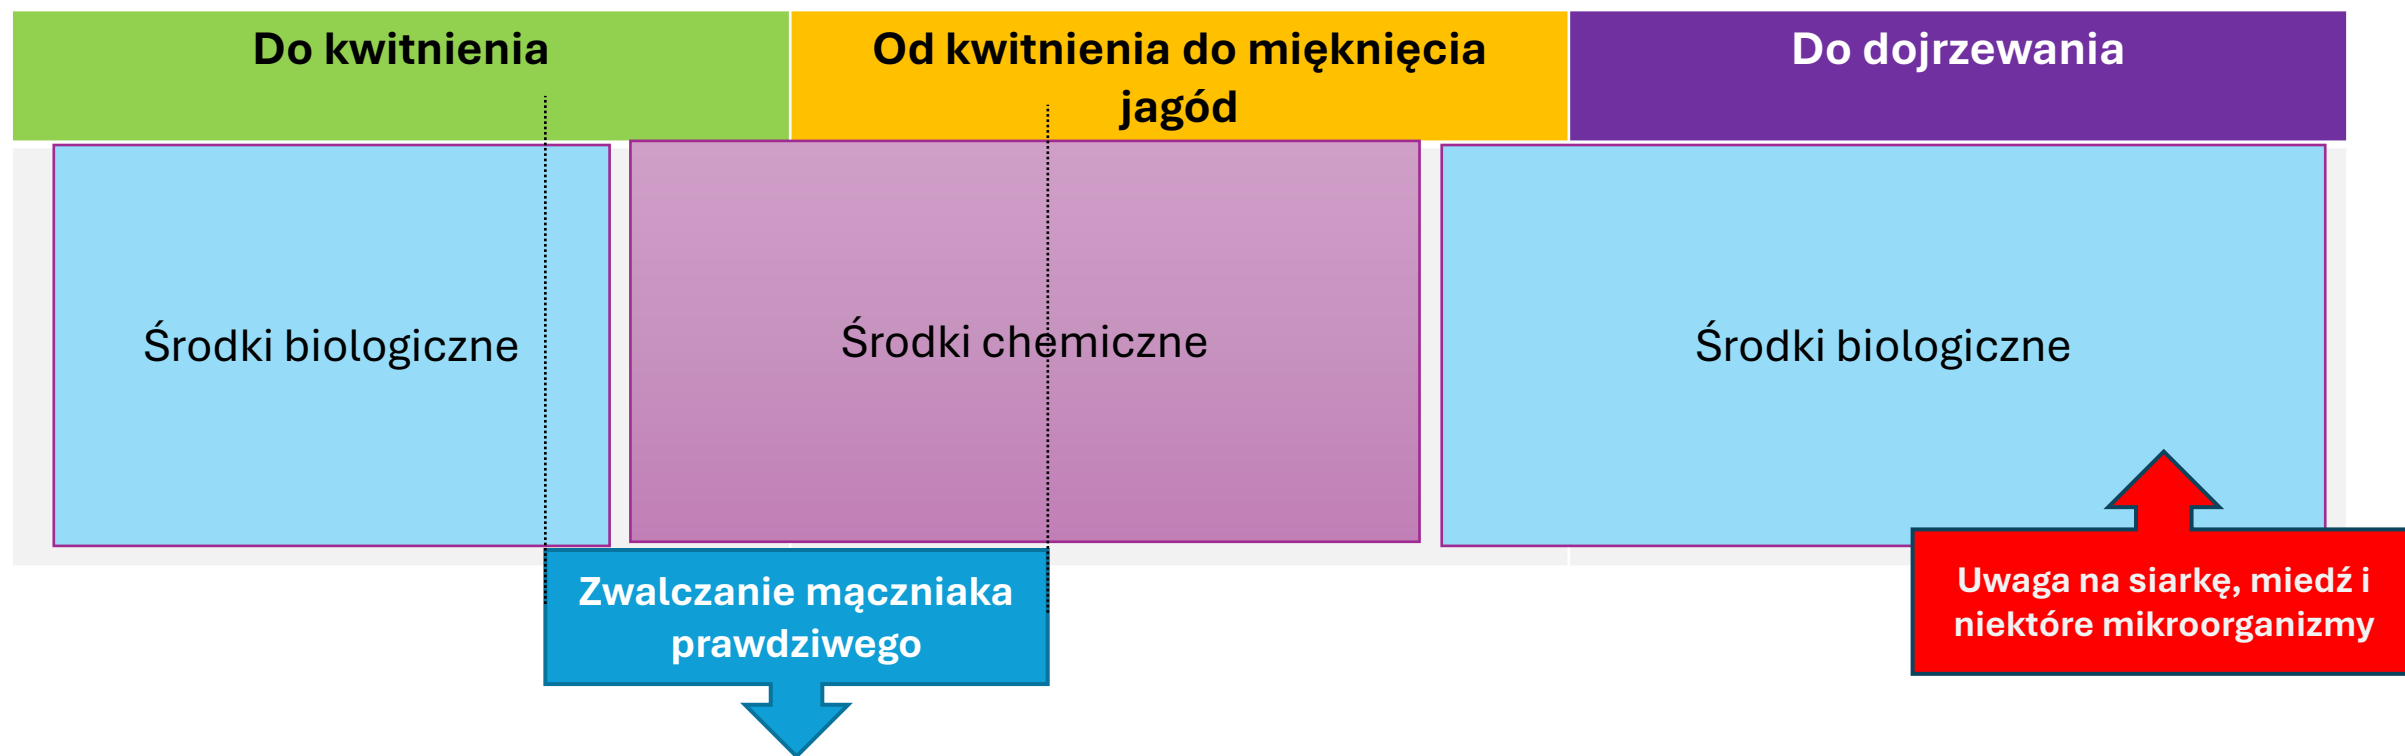 Do kwitnienia
Od kwitnienia do mięknięcia
jagód
Do dojrzewania
Środki biologiczne
Środki chemiczne
Środki biologiczne
Zwalczanie mączniaka
prawdziwego
Uwaga na siarkę, miedź i
niektóre mikroorganizmy